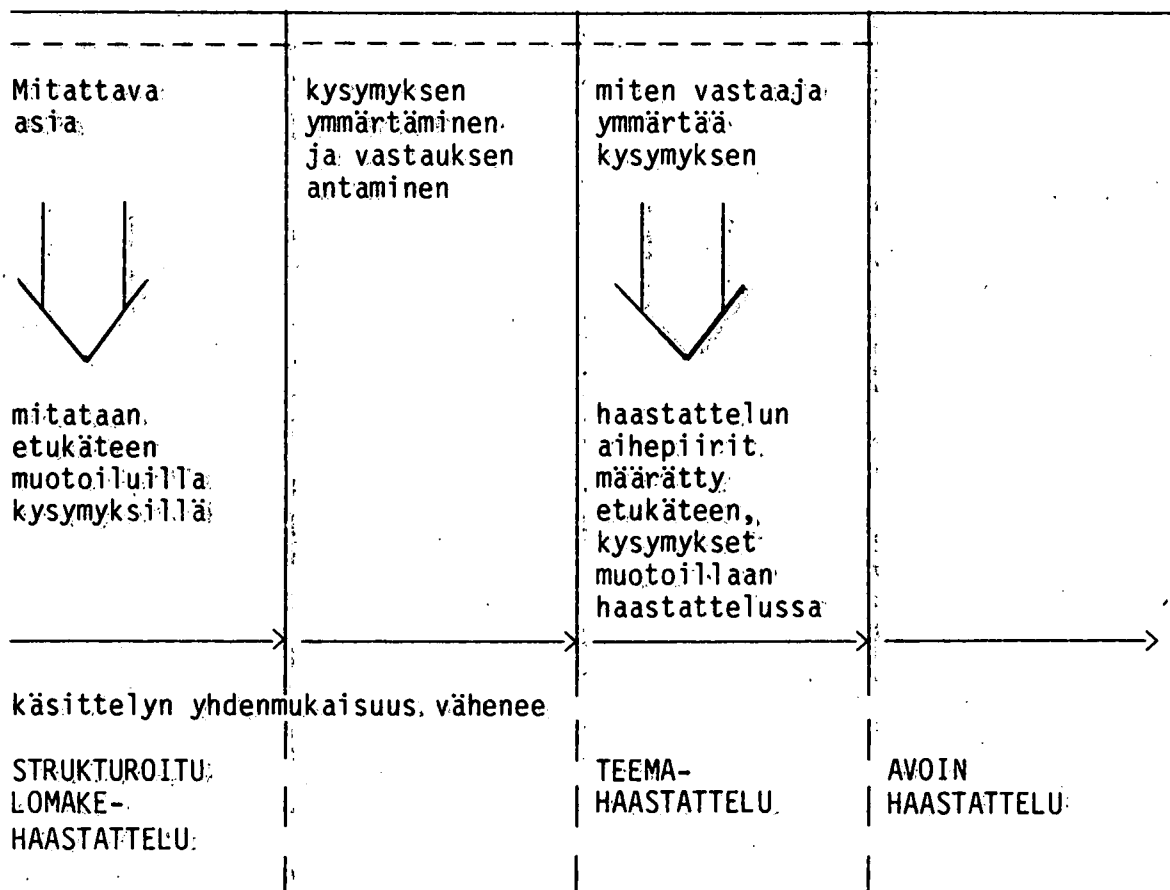 Mitattava
asia
kysymyksen
ymmärtäminen
ja vastauksen
antaminen
miten vastaaja
ymmärtää
kysymyksen
mitataan
etukäteen
muotoiluilla
kysymyksillä
haastattelun
aihepiirit
määrätty
etukäteen,
kysymykset
muotoillaan
haastattelussa
käsittelyn yhdenmukaisuus vähenee
STRUKTUROITU
LOMAKE-
HAASTATTELU
TEEMA-
HAASTATTELU
AVOIN
HAASTATTELU